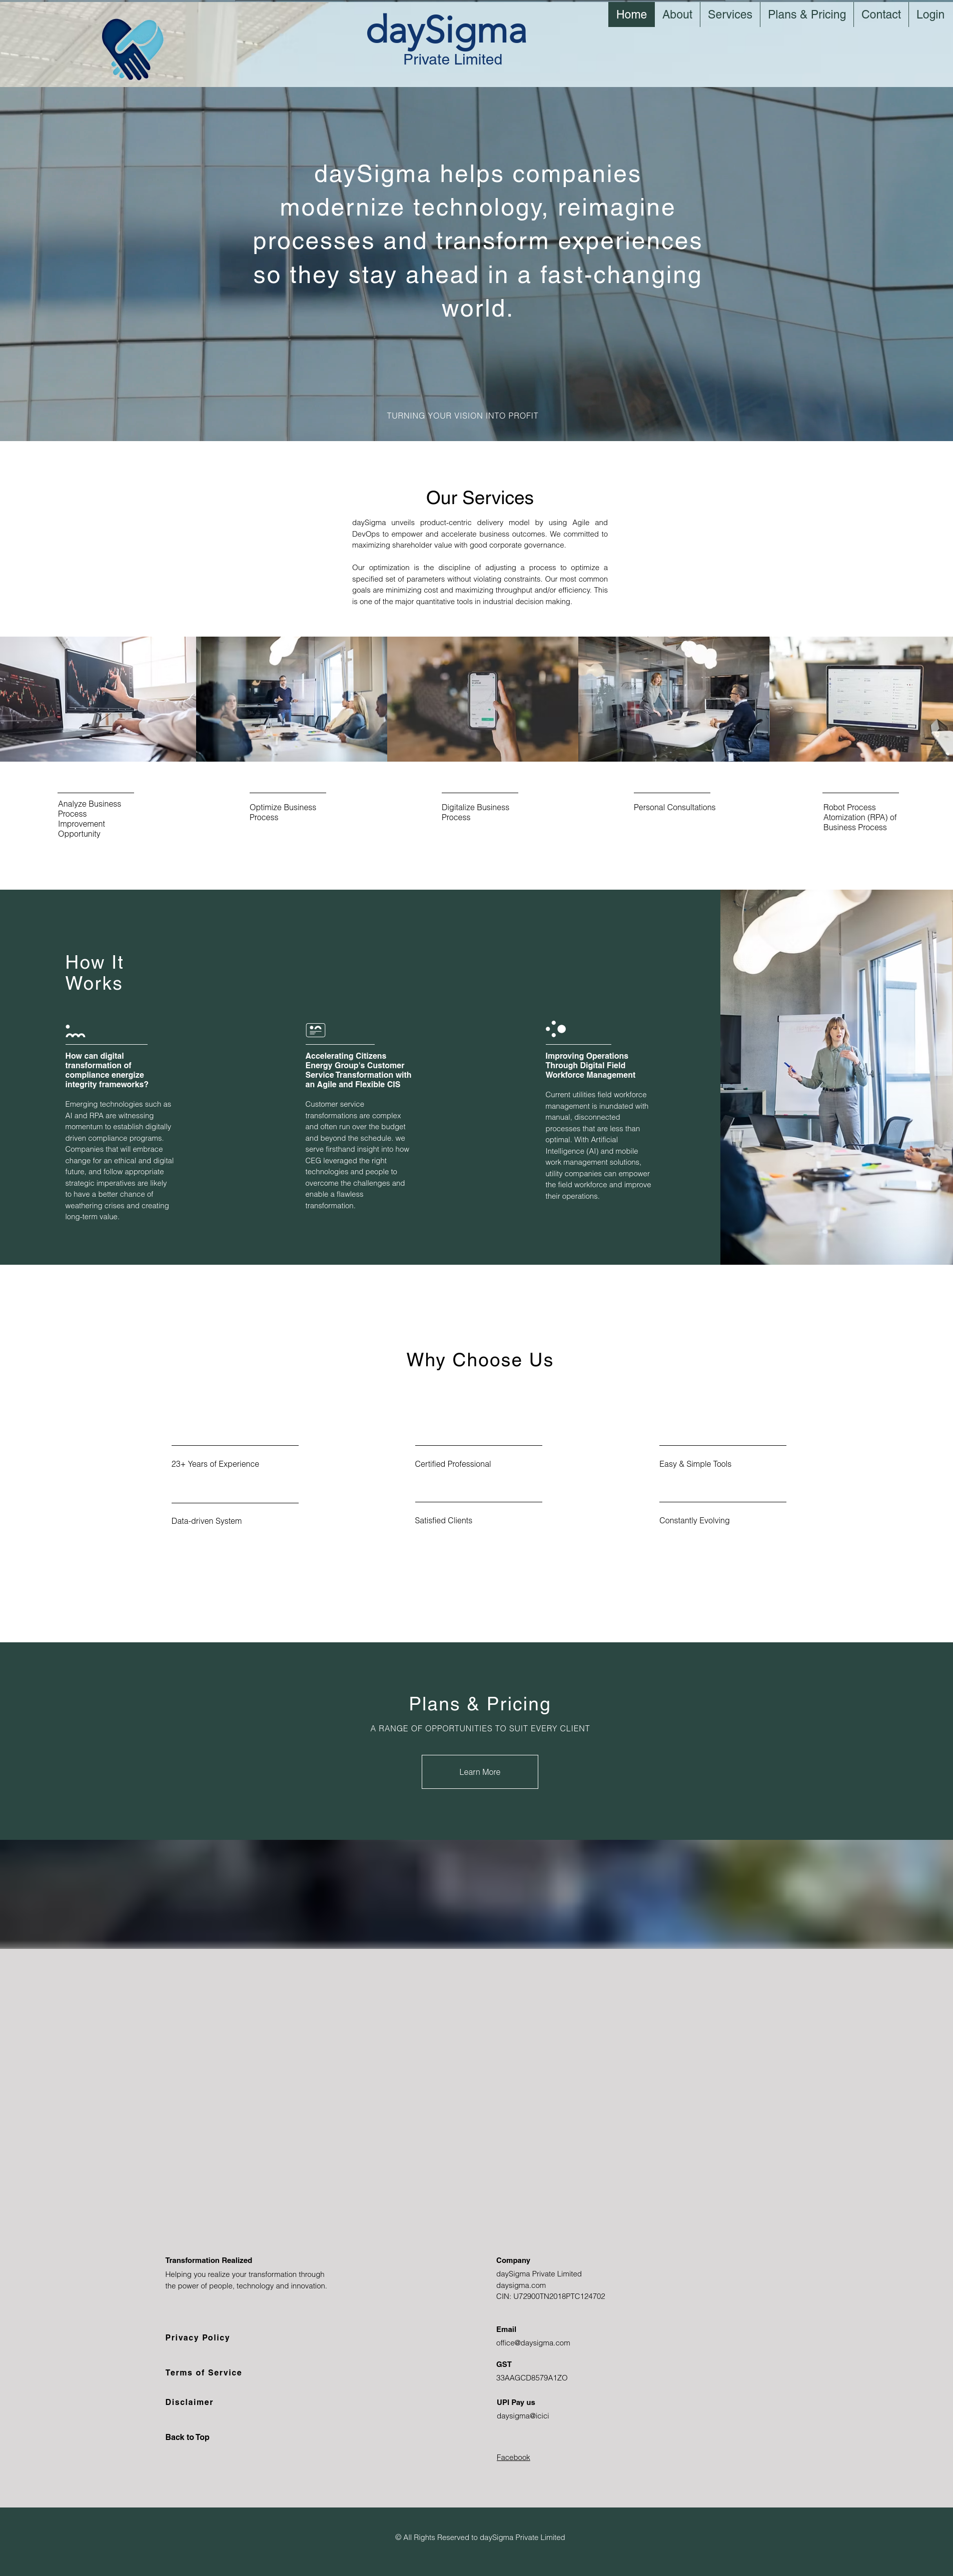 daySigma
Private Limited
Home
About
Services
Plans & Pricing
Contact
Login
daySigma helps companies
modernize technology, reimagine
processes and transform experiences
so they stay ahead in a fast-changing
world.
TURNING YOUR VISION INTO PROFIT
Our Services
daySigma unveils product-centric delivery model by using Agile and
DevOps to empower and accelerate business outcomes. We committed to
maximizing shareholder value with good corporate governance.
Our optimization is the discipline of adjusting a process to optimize a
specified set of parameters without violating constraints. Our most common
goals are minimizing cost and maximizing throughput and/or efficiency. This
is one of the major quantitative tools in industrial decision making.
Analyze Business
Process
Improvement
Opportunity
Optimize Business
Process
Digitalize Business
Process
Personal Consultations
Robot Process
Atomization (RPA) of
Business Process
How It
Works
How can digital
transformation of
compliance energize
integrity frameworks?
Emerging technologies such as
AI and RPA are witnessing
momentum to establish digitally
driven compliance programs.
Companies that will embrace
change for an ethical and digital
future, and follow appropriate
strategic imperatives are likely
to have a better chance of
weathering crises and creating
long-term value.
Accelerating Citizens
Energy Group's Customer
Service Transformation with
an Agile and Flexible CIS
Customer service
transformations are complex
and often run over the budget
and beyond the schedule. we
serve firsthand insight into how
CEG leveraged the right
technologies and people to
overcome the challenges and
enable a flawless
transformation.
Improving Operations
Through Digital Field
Workforce Management
Current utilities field workforce
management is inundated with
manual, disconnected
processes that are less than
optimal. With Artificial
Intelligence (AI) and mobile
work management solutions,
utility companies can empower
the field workforce and improve
their operations.
Why Choose Us
23+ Years of Experience
Certified Professional
Easy & Simple Tools
Data-driven System
Satisfied Clients
Constantly Evolving
Plans & Pricing
A RANGE OF OPPORTUNITIES TO SUIT EVERY CLIENT
Learn More
Transformation Realized
Helping you realize your transformation through
the power of people, technology and innovation.
Privacy Policy
Terms of Service
Disclaimer
Back to Top
Company
daySigma Private Limited
daysigma.com
CIN: U72900TN2018PTC124702
Email
office@daysigma.com
GST
33AAGCD8579A1ZO
UPI Pay us
daysigma@icici
Facebook
© All Rights Reserved to daySigma Private Limited